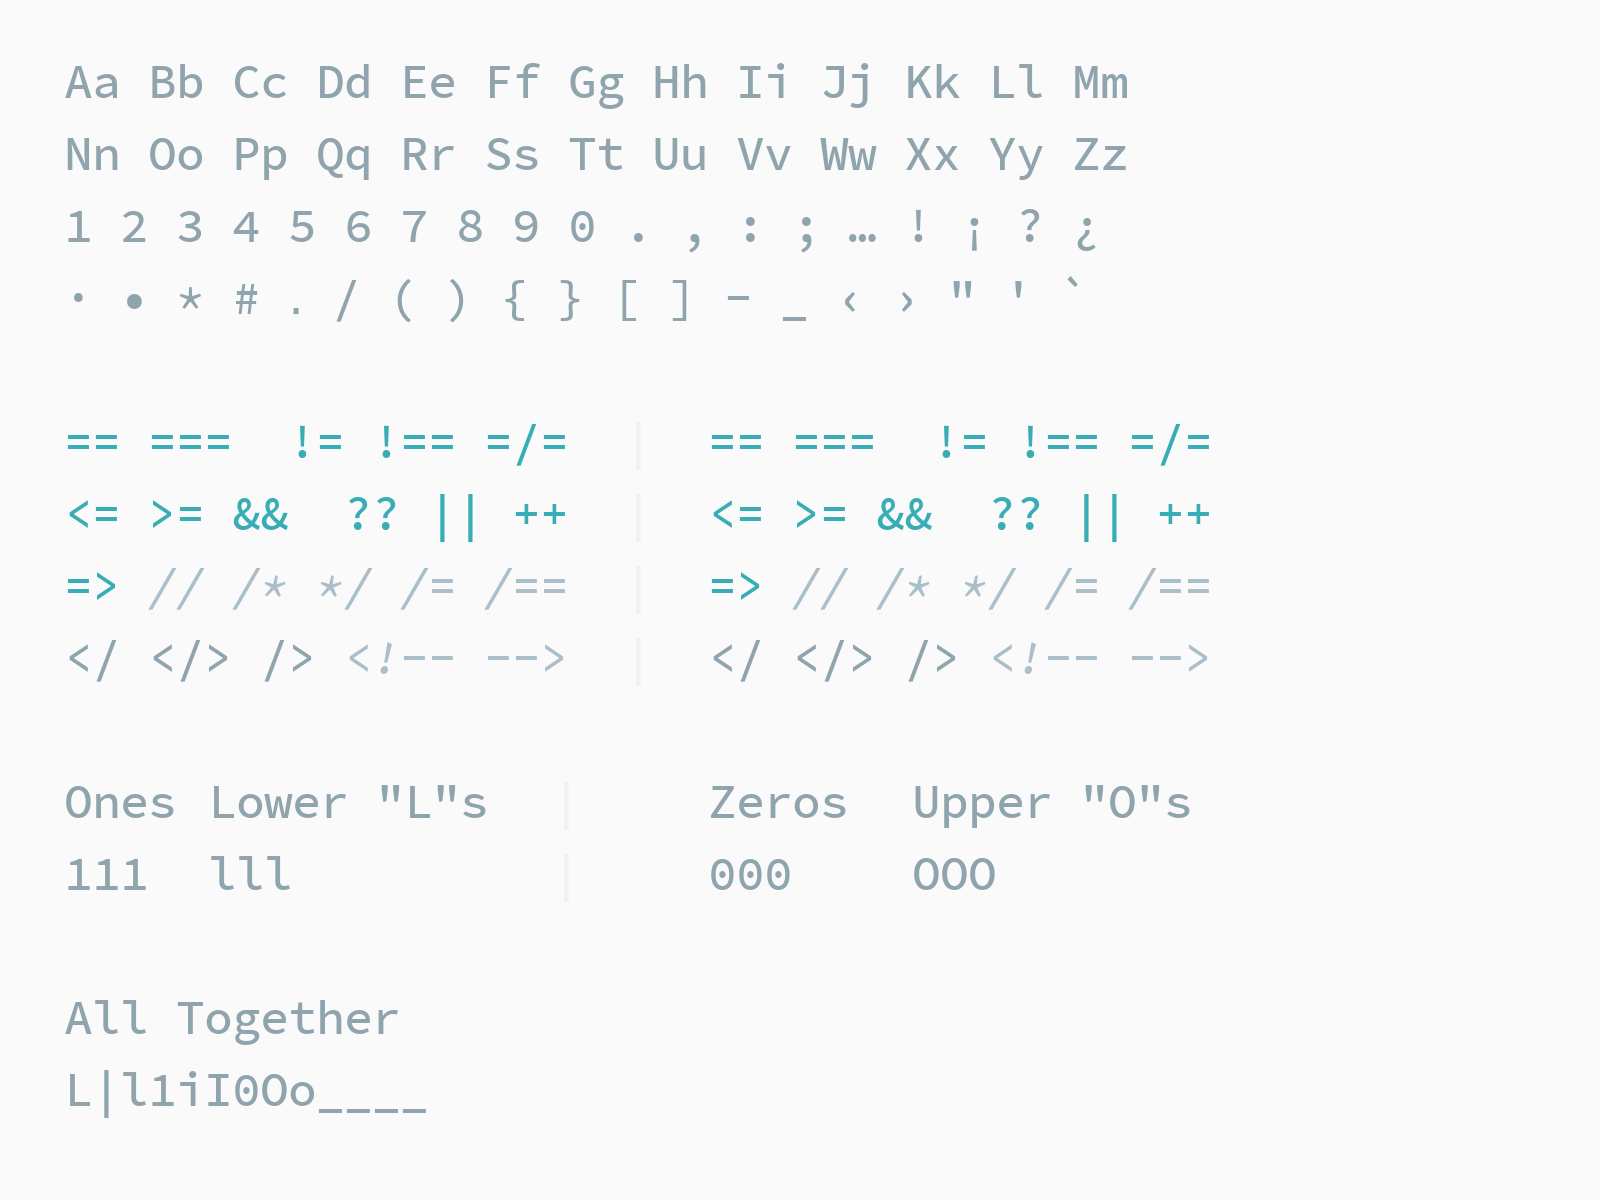 Aa Bb Cc Dd Ee Ff Gg Hh Ii Jj Kk Ll Mm
Nn Oo Pp Qq Rr Ss Tt Uu Vv Ww Xx Yy Zz
1 2 3 4 5 6 7 8 9 0 . , : ; … ! ¡ ? ¿
· • * # . / ( ) { } [ ] - _ ‹ › " ' `
== ===  != !== =/=  |  == ===  != !== =/=
<= >= &&  ?? || ++  |  <= >= &&  ?? || ++
=> // /* */ /= /==  |  => // /* */ /= /==
</ </> /> <!-- -->  |  </ </> /> <!-- -->
Ones Lower "L"s  |  Zeros  Upper "O"s
111  lll  |  000  OOO
All Together
L|l1iI0Oo____